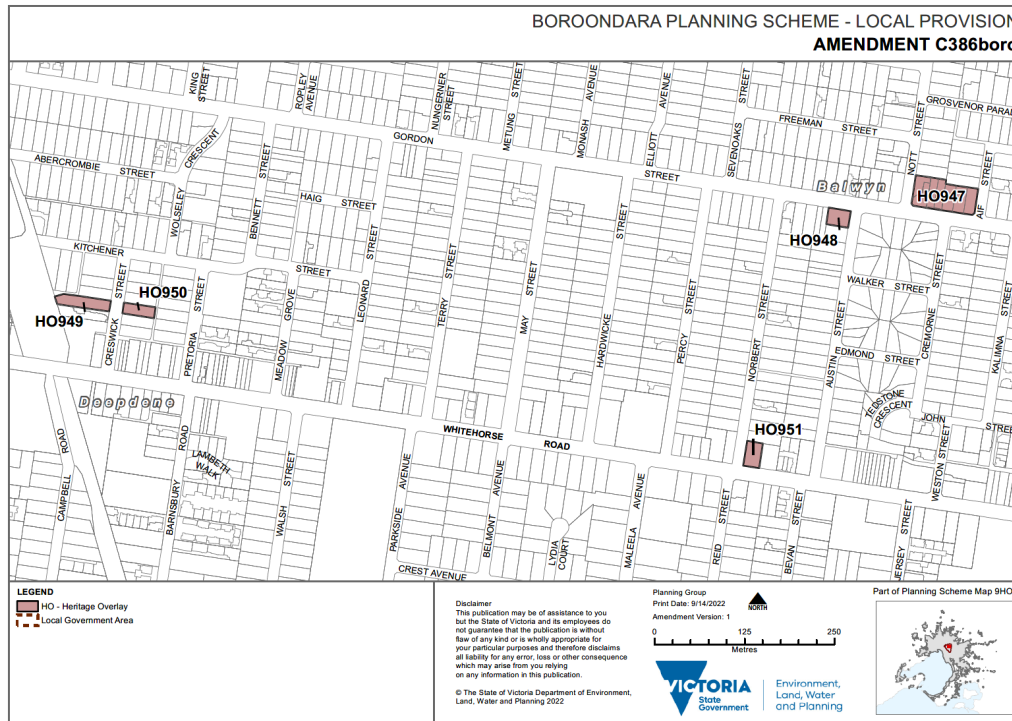 BOROONDARA PLANNING SCHEME - LOCAL PROVISION
AMENDMENT C386boro
KING
STREET
ROPLEY
AVENUE
NUNGERNER
STREET
METUNG STREET
MONASH AVENUE
ELLIOTT AVENUE
SEVENOAKS STREET
FREEMAN STREET
NOTT STREET
GROSVENOR PARA
AIF STREET
GORDON STREET
ABERCROMBIE STREET
CRESCENT
WOLSELEY
BENNETT STREET
HAIG STREET
Balwyn
HO947
HO948
KITCHENER STREET
CRESWICK STREET
PRETORIA STREET
MEADOW GROVE
LEONARD STREET
TERRY STREET
MAY STREET
HARDWICKE STREET
PERCY STREET
NORBERT STREET
AUSTIN STREET
WALKER STREET
CREMORNE STREET
KALIMNA STREET
EDMOND STREET
TEDSTONE
CRESCENT
JOHN STREE
HO950
HO949
Deepdene
WHITEHORSE ROAD
HO951
CAMPBELL ROAD
BARNSBURY ROAD
LAMBETH
WALK
WALSH STREET
PARKSIDE AVENUE
BELMONT AVENUE
LYDIA
COURT
MALEELA AVENUE
REID STREET
BEVAN STREET
JERSEY STREET
WESTON STREET
CREST AVENUE
LEGEND
HO - Heritage Overlay
Local Government Area
Disclaimer
This publication may be of assistance to you
but the State of Victoria and its employees do
not guarantee that the publication is without
flaw of any kind or is wholly appropriate for
your particular purposes and therefore disclaims
all liability for any error, loss or other consequence
which may arise from you relying
on any information in this publication.
© The State of Victoria Department of Environment,
Land, Water and Planning 2022
Planning Group
Print Date: 9/14/2022
Amendment Version: 1
NORTH
0 125 250
Metres
VICTORIA
State
Government
Environment,
Land, Water
and Planning
Part of Planning Scheme Map 9HO